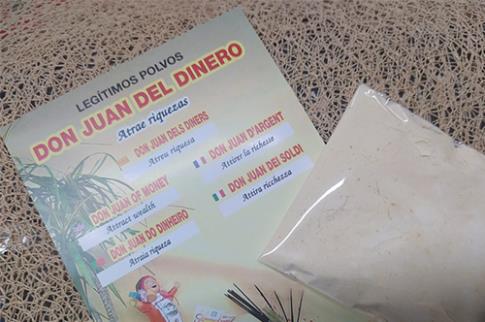 LEGÍTIMOS POLVOS
DON JUAN DEL DINERO
Atrae riquezas
DON JUAN DELS DINERS
Atreu riquesa
DON JUAN D'ARGENT
Attirer la richesse
DON JUAN OF MONEY
Attract wealth
DON JUAN DEI SOLDI
Attira ricchezza
DON JUAN DO DINHEIRO
Atraia riqueza